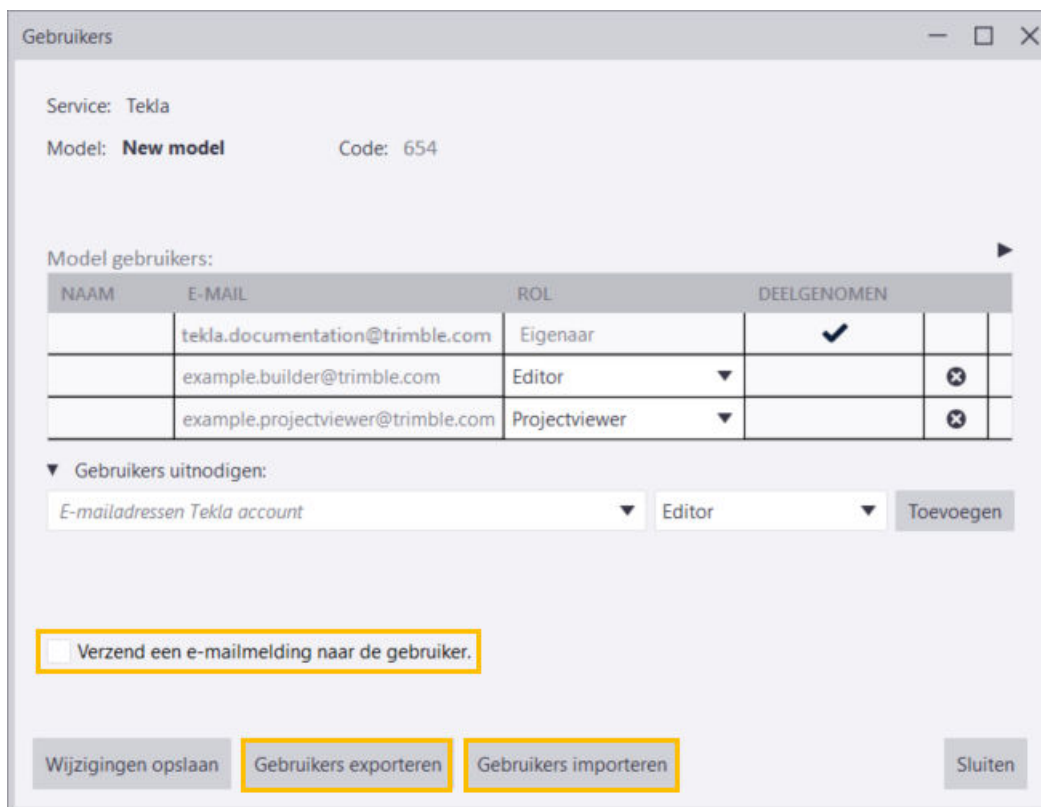 Gebruikers
Service: Tekla
Model: New model Code: 654
Model gebruikers:
NAAM E-MAIL ROL DEELGENOMEN
tekla.documentation@trimble.com Eigenaar
example.builder@trimble.com Editor
example.projectviewer@trimble.com Projectviewer
Gebruikers uitnodigen:
E-mailadressen Tekla account Editor Toevoegen
Verzend een e-mailmelding naar de gebruiker.
Wijzigingen opslaan Gebruikers exporteren Gebruikers importeren Sluiten